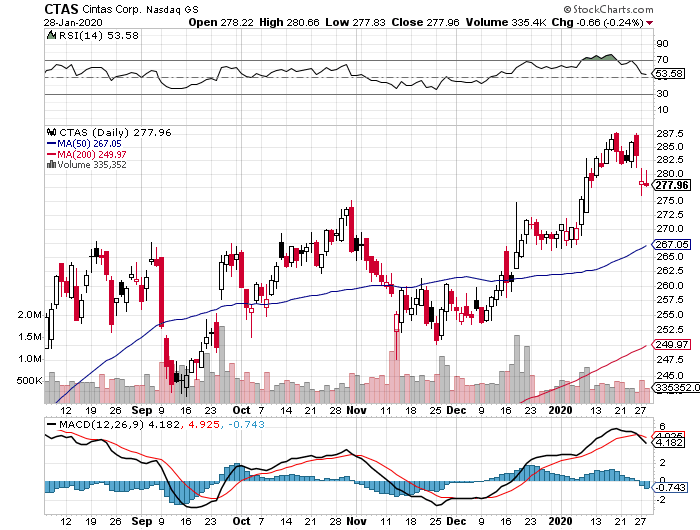 CTAS Cintas Corp. Nasdaq GS © StockCharts.com
28-Jan-2020 Open 278.22 High 280.66 Low 277.83 Close 277.96 Volume 335.4K Chg -0.66 (-0.24%)
RSI(14) 53.58
90
70
53.58
50
30
10
CTAS (Daily) 277.96
MA(50) 267.05
MA(200) 249.97
Volume 335,352
287.5
285.0
282.5
280.0
277.96
275.0
272.5
270.0
267.05
265.0
262.5
260.0
257.5
255.0
252.5
249.97
247.5
245.0
242.5
2.0M
1.5M
1.0M
500K
335352.0
12 19 26 Sep 9 16 23 Oct 7 14 21 28 Nov 11 18 25 Dec 9 16 23 2020 13 21 27
MACD(12,26,9) 4.182, 4.925, -0.743
6
4.925
4.182
2
0
-0.743
-2
12 19 26 Sep 9 16 23 Oct 7 14 21 28 Nov 11 18 25 Dec 9 16 23 2020 13 21 27